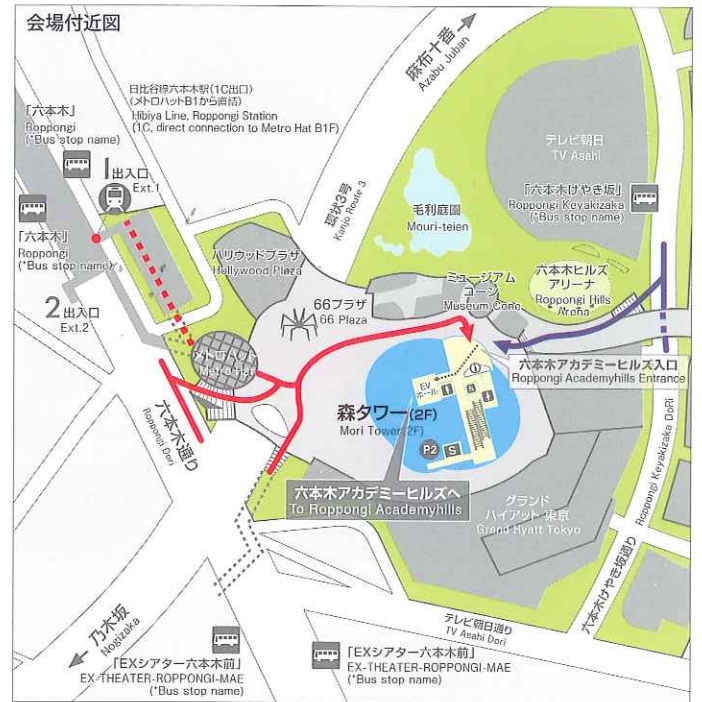 会場付近図
麻布十番
Azabu Juban
日比谷線六本木駅(1C出口)
(メトロハットB1から直結)
Hibiya Line, Roppongi Station
(1C, direct connection to Metro Hat B1F)
「六本木」
Roppongi
(*Bus stop name)
1出入口
Ext.1
「六本木」
Roppongi
(*Bus stop name)
2出入口
Ext.2
テレビ朝日
TV Asahi
「六本木けやき坂」
Roppongi Keyakizaka
(*Bus stop name)
環状3号
Kanjo Route 3
毛利庭園
Mouri-teien
ハリウッドプラザ
Hollywood Plaza
66プラザ
66 Plaza
ミュージアム
コーン
Museum Cone
六本木ヒルズ
アリーナ
Roppongi Hills
Arena
メトロハット
Metro Hat
六本木アカデミーヒルズ入口
Roppongi Academyhills Entrance
EV
ホール
森タワー(2F)
Mori Tower(2F)
P2
S
六本木通り
Roppongi Dori
六本木アカデミーヒルズへ
To Roppongi Academyhills
グランド
ハイアット 東京
Grand Hyatt Tokyo
六本木けやき坂通り
Roppongi Keyakizaka DoRi
テレビ朝日通り
TV Asahi Dori
乃木坂
Nogizaka
「EXシアター六本木前」
EX-THEATER-ROPPONGI-MAE
(*Bus stop name)
「EXシアター六本木前」
EX-THEATER-ROPPONGI-MAE
(*Bus stop name)